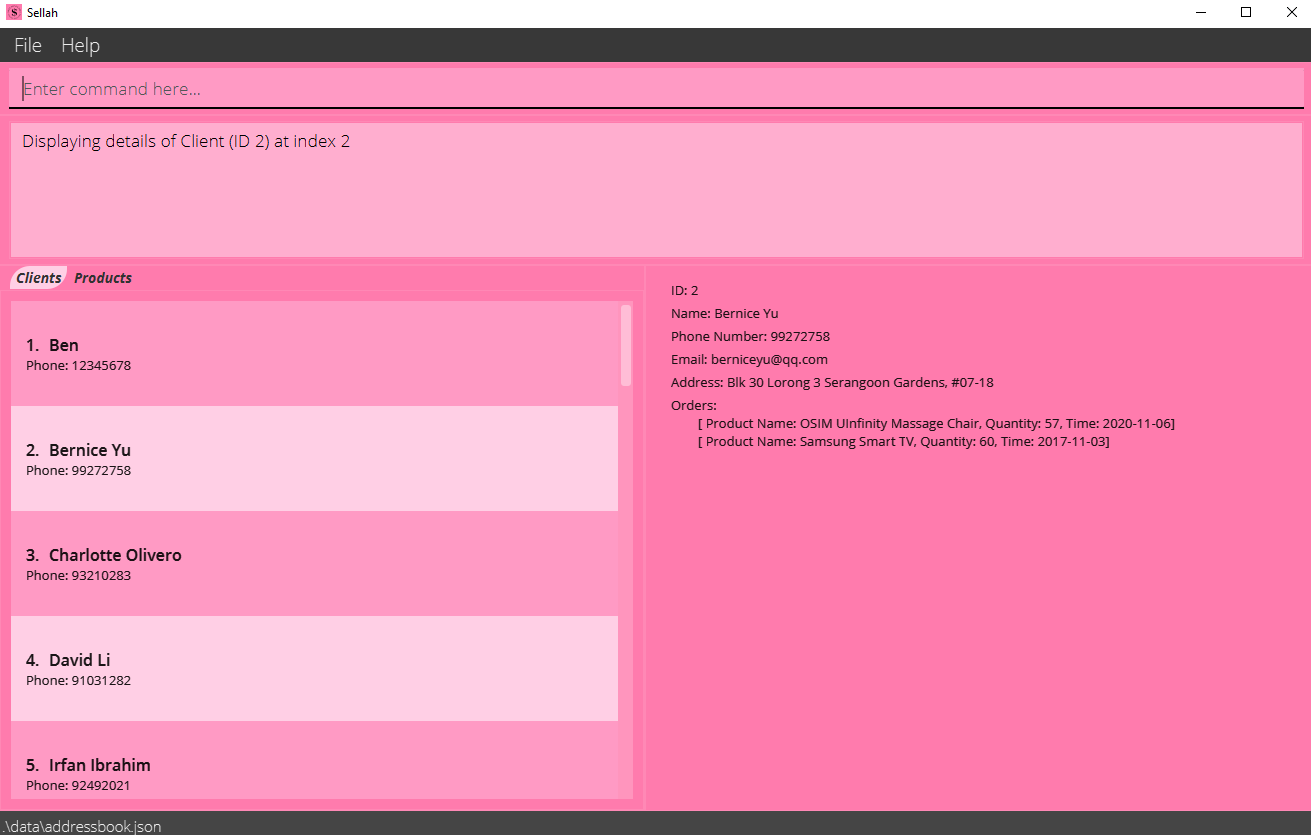 S Sellah
File Help
Enter command here...
Displaying details of Client (ID 2) at index 2
Clients Products
1. Ben
Phone: 12345678
2. Bernice Yu
Phone: 99272758
3. Charlotte Olivero
Phone: 93210283
4. David Li
Phone: 91031282
5. Irfan Ibrahim
Phone: 92492021
ID: 2
Name: Bernice Yu
Phone Number: 99272758
Email: berniceyu@qq.com
Address: Blk 30 Lorong 3 Serangoon Gardens, #07-18
Orders:
[ Product Name: OSIM UInfinity Massage Chair, Quantity: 57, Time: 2020-11-06]
[ Product Name: Samsung Smart TV, Quantity: 60, Time: 2017-11-03]
.\data\addressbook.json